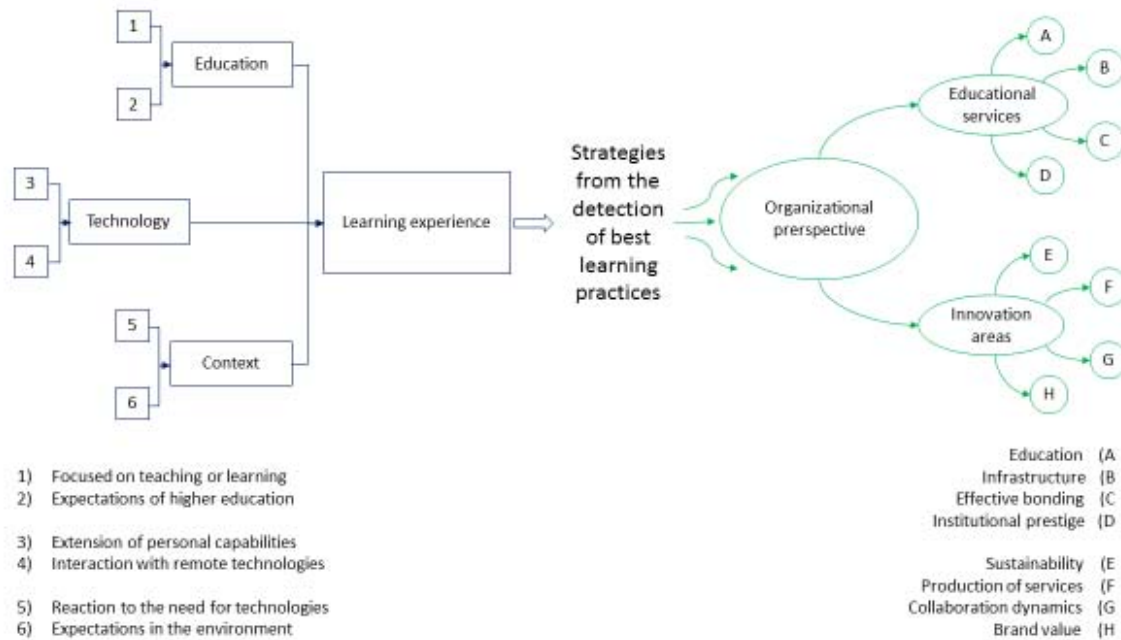 1
Education
2
3
Technology
4
5
Context
6
Learning experience
Strategies
from the
detection
of best
learning
practices
Organizational
prerspective
Educational
services
A
B
C
D
Innovation
areas
E
F
G
H
1) Focused on teaching or learning
2) Expectations of higher education
3) Extension of personal capabilities
4) Interaction with remote technologies
5) Reaction to the need for technologies
6) Expectations in the environment
Education (A
Infrastructure (B
Effective bonding (C
Institutional prestige (D
Sustainability (E
Production of services (F
Collaboration dynamics (G
Brand value (H